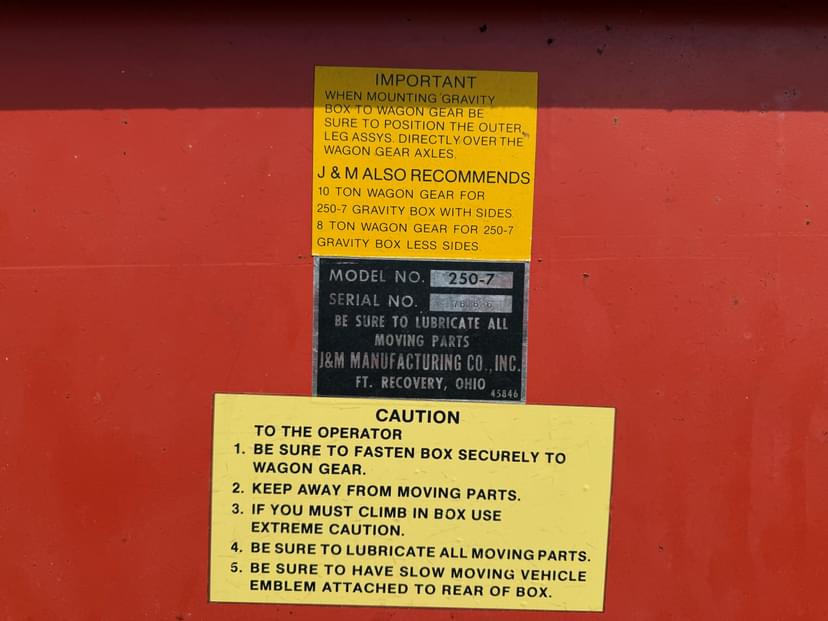 IMPORTANT
WHEN MOUNTING GRAVITY
BOX TO WAGON GEAR BE
SURE TO POSITION THE OUTER
LEG ASSYS. DIRECTLY OVER THE
WAGON GEAR AXLES.
J & M ALSO RECOMMENDS
10 TON WAGON GEAR FOR
250-7 GRAVITY BOX WITH SIDES.
8 TON WAGON GEAR FOR 250-7
GRAVITY BOX LESS SIDES.
MODEL NO. 250-7
SERIAL NO.
BE SURE TO LUBRICATE ALL
MOVING PARTS
J&M MANUFACTURING CO., INC.
FT. RECOVERY, OHIO
45846
CAUTION
TO THE OPERATOR
1. BE SURE TO FASTEN BOX SECURELY TO
WAGON GEAR.
2. KEEP AWAY FROM MOVING PARTS.
3. IF YOU MUST CLIMB IN BOX USE
EXTREME CAUTION.
4. BE SURE TO LUBRICATE ALL MOVING PARTS.
5. BE SURE TO HAVE SLOW MOVING VEHICLE
EMBLEM ATTACHED TO REAR OF BOX.